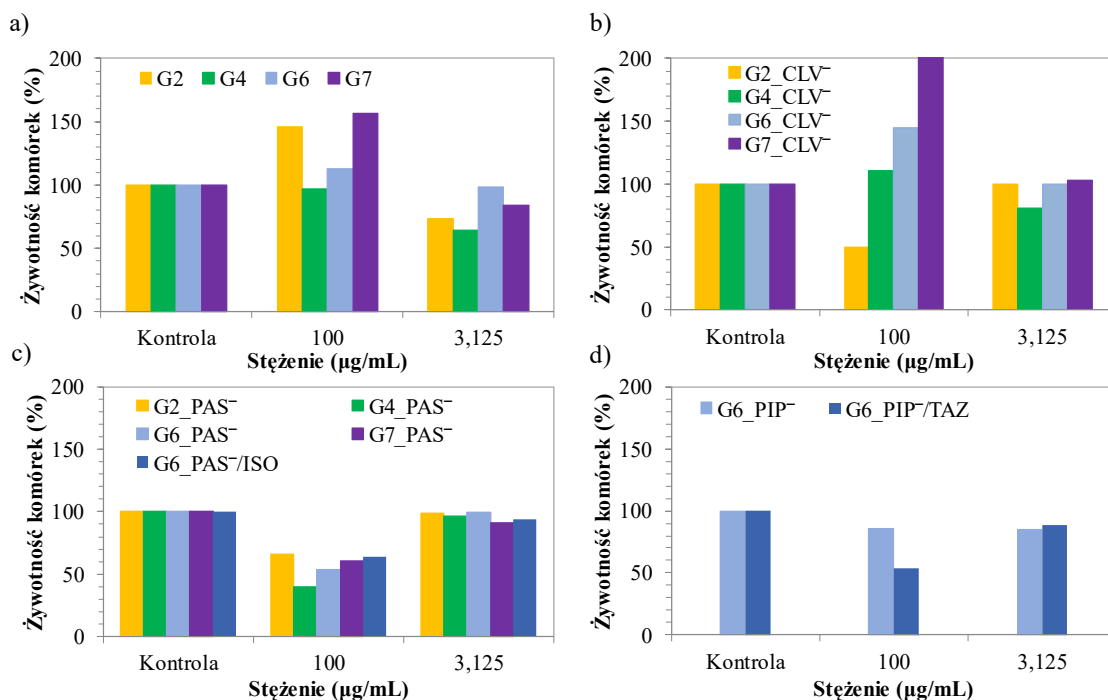 a)
Żywotność komórek (%)
200
150
100
50
0
G2 G4 G6 G7
Kontrola 100 3,125
Stężenie (µg/mL)
b)
Żywotność komórek (%)
200
150
100
50
0
G2_CLV⁻
G4_CLV⁻
G6_CLV⁻
G7_CLV⁻
Kontrola 100 3,125
Stężenie (µg/mL)
c)
Żywotność komórek (%)
200
150
100
50
0
G2_PAS⁻ G4_PAS⁻
G6_PAS⁻ G7_PAS⁻
G6_PAS⁻/ISO
Kontrola 100 3,125
Stężenie (µg/mL)
d)
Żywotność komórek (%)
200
150
100
50
0
G6_PIP⁻ G6_PIP⁻/TAZ
Kontrola 100 3,125
Stężenie (µg/mL)